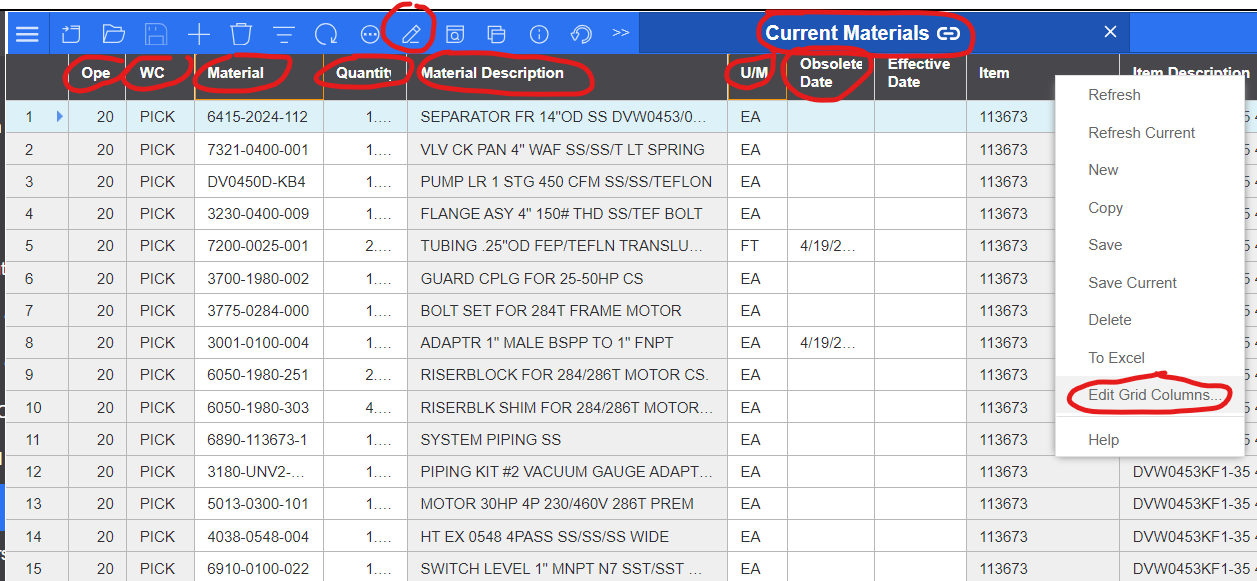 >> Current Materials
Ope WC Material Quantity Material Description U/M Obsolete Date Effective Date Item Item Description
1 20 PICK 6415-2024-112 1.... SEPARATOR FR 14"OD SS DVW0453/0... EA 113673
2 20 PICK 7321-0400-001 1.... VLV CK PAN 4" WAF SS/SS/T LT SPRING EA 113673
3 20 PICK DV0450D-KB4 1.... PUMP LR 1 STG 450 CFM SS/SS/TEFLON EA 113673
4 20 PICK 3230-0400-009 1.... FLANGE ASY 4" 150# THD SS/TEF BOLT EA 113673
5 20 PICK 7200-0025-001 2.... TUBING .25"OD FEP/TEFLN TRANSLU... FT 4/19/2... 113673
6 20 PICK 3700-1980-002 1.... GUARD CPLG FOR 25-50HP CS EA 113673
7 20 PICK 3775-0284-000 1.... BOLT SET FOR 284T FRAME MOTOR EA 113673
8 20 PICK 3001-0100-004 1.... ADAPTR 1" MALE BSPP TO 1" FNPT EA 4/19/2... 113673
9 20 PICK 6050-1980-251 2.... RISERBLOCK FOR 284/286T MOTOR CS. EA 113673
10 20 PICK 6050-1980-303 4.... RISERBLK SHIM FOR 284/286T MOTOR... EA 113673
11 20 PICK 6890-113673-1 1.... SYSTEM PIPING SS EA 113673
12 20 PICK 3180-UNV2-... 1.... PIPING KIT #2 VACUUM GAUGE ADAPT... EA 113673 DVW0453KF1-35 4
13 20 PICK 5013-0300-101 1.... MOTOR 30HP 4P 230/460V 286T PREM EA 113673 DVW0453KF1-35 4
14 20 PICK 4038-0548-004 1.... HT EX 0548 4PASS SS/SS/SS WIDE EA 113673 DVW0453KF1-35 4
15 20 PICK 6910-0100-022 1.... SWITCH LEVEL 1" MNPT N7 SST/SST ... EA 113673 DVW0453KF1-35 4
Refresh
Refresh Current
New
Copy
Save
Save Current
Delete
To Excel
Edit Grid Columns...
Help